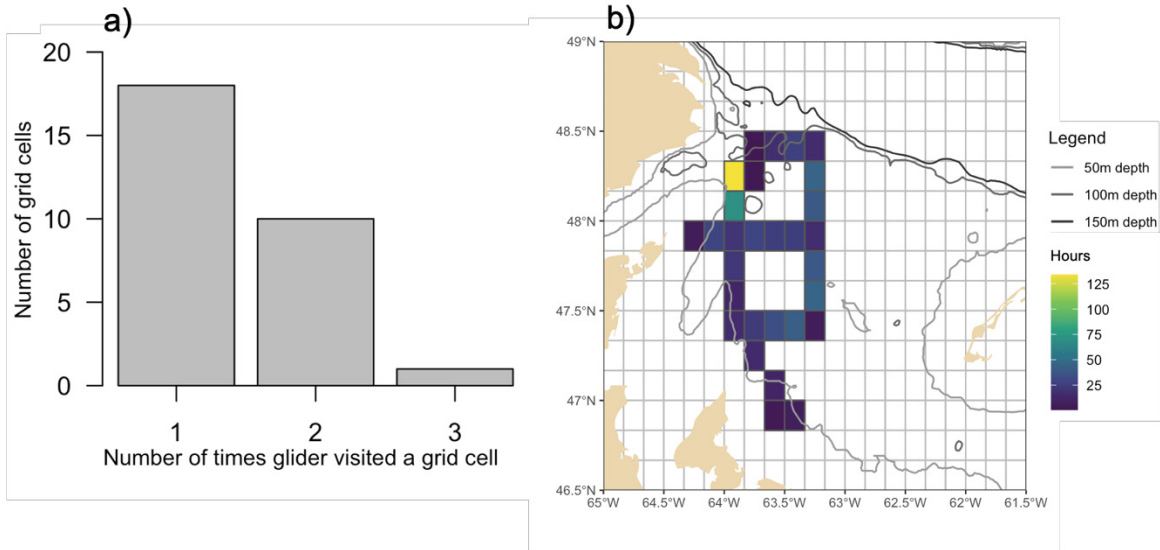 a)
20
15
10
5
0
Number of grid cells
1 2 3
Number of times glider visited a grid cell
b)
49°N
48.5°N
48°N
47.5°N
47°N
46.5°N
65°W 64.5°W 64°W 63.5°W 63°W 62.5°W 62°W 61.5°W
Legend
50m depth
100m depth
150m depth
Hours
125
100
75
50
25